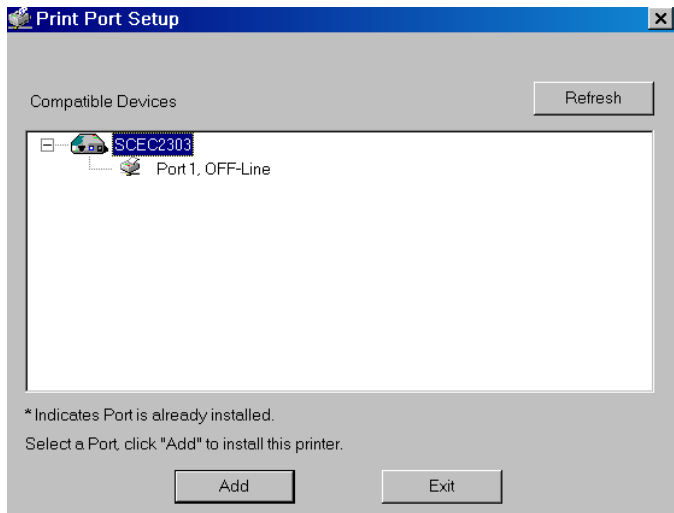 Print Port Setup
Compatible Devices
Refresh
SCEC2303
Port 1, OFF-Line
* Indicates Port is already installed.
Select a Port, click "Add" to install this printer.
Add
Exit